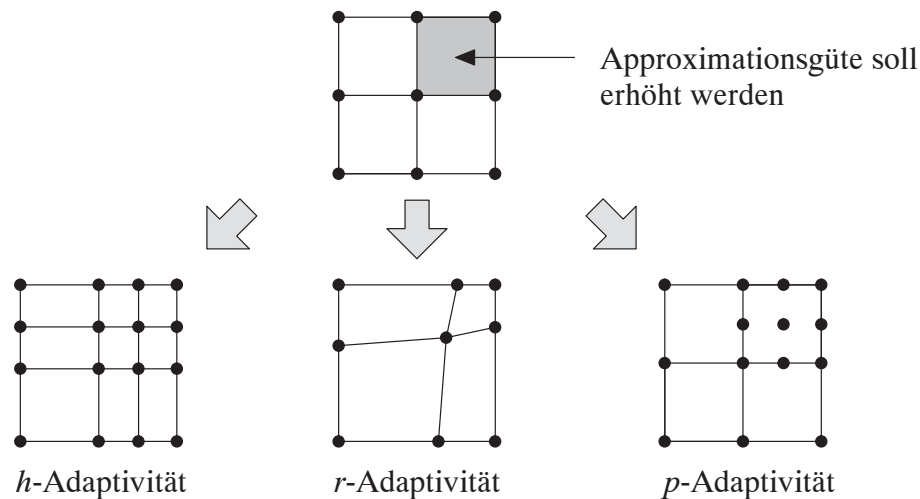 Approximationsgüte soll
erhöht werden
h-Adaptivität
r-Adaptivität
p-Adaptivität